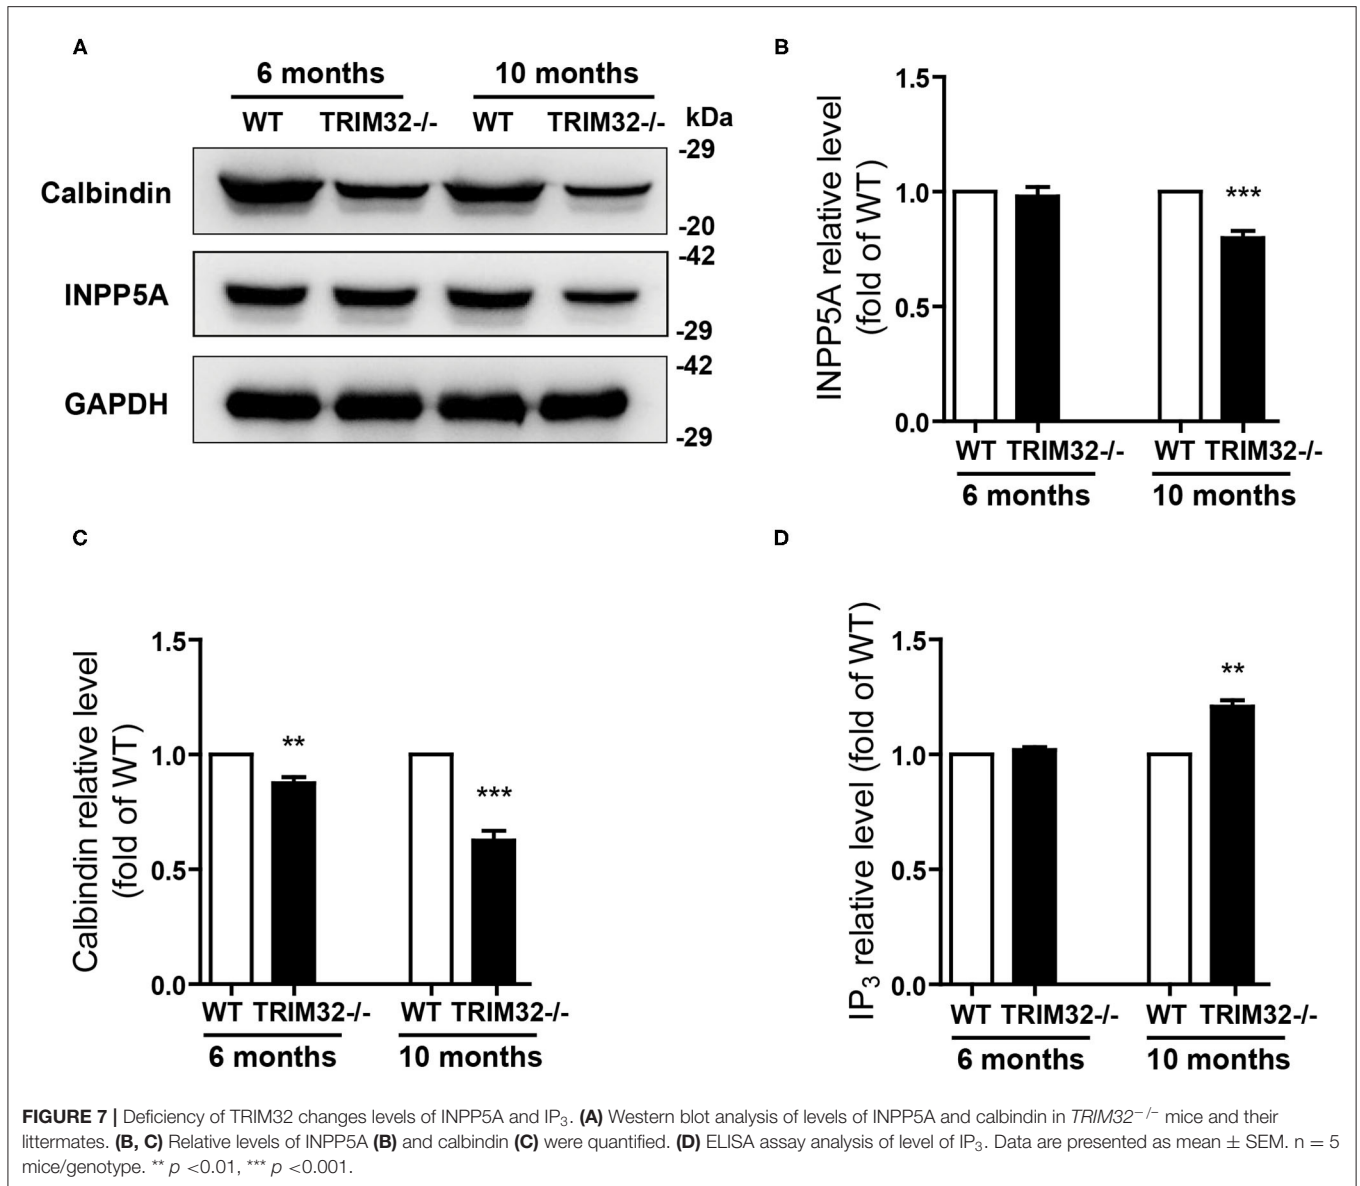 A
6 months 10 months
WT TRIM32-/- WT TRIM32-/- kDa
-29
Calbindin
-20
-42
INPP5A
-29
-42
GAPDH
-29
B
INPP5A relative level
(fold of WT)
1.5
1.0
0.5
0.0
***
WT TRIM32-/- WT TRIM32-/-
6 months 10 months
C
Calbindin relative level
(fold of WT)
1.5
1.0
0.5
0.0
**
***
WT TRIM32-/- WT TRIM32-/-
6 months 10 months
D
IP₃ relative level (fold of WT)
1.5
1.0
0.5
0.0
**
WT TRIM32-/- WT TRIM32-/-
6 months 10 months
FIGURE 7 | Deficiency of TRIM32 changes levels of INPP5A and IP₃. (A) Western blot analysis of levels of INPP5A and calbindin in TRIM32⁻/⁻ mice and their
littermates. (B, C) Relative levels of INPP5A (B) and calbindin (C) were quantified. (D) ELISA assay analysis of level of IP₃. Data are presented as mean ± SEM. n = 5
mice/genotype. ** p <0.01, *** p <0.001.